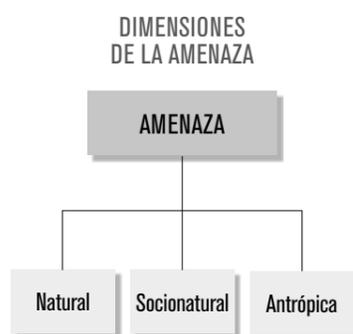 DIMENSIONES
DE LA AMENAZA
AMENAZA
Natural
Socionatural
Antrópica